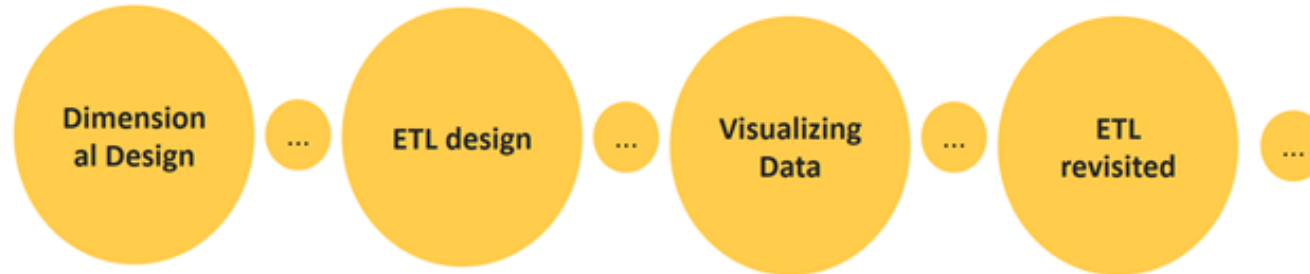 Dimension
al Design
...
ETL design
...
Visualizing
Data
...
ETL
revisited
...